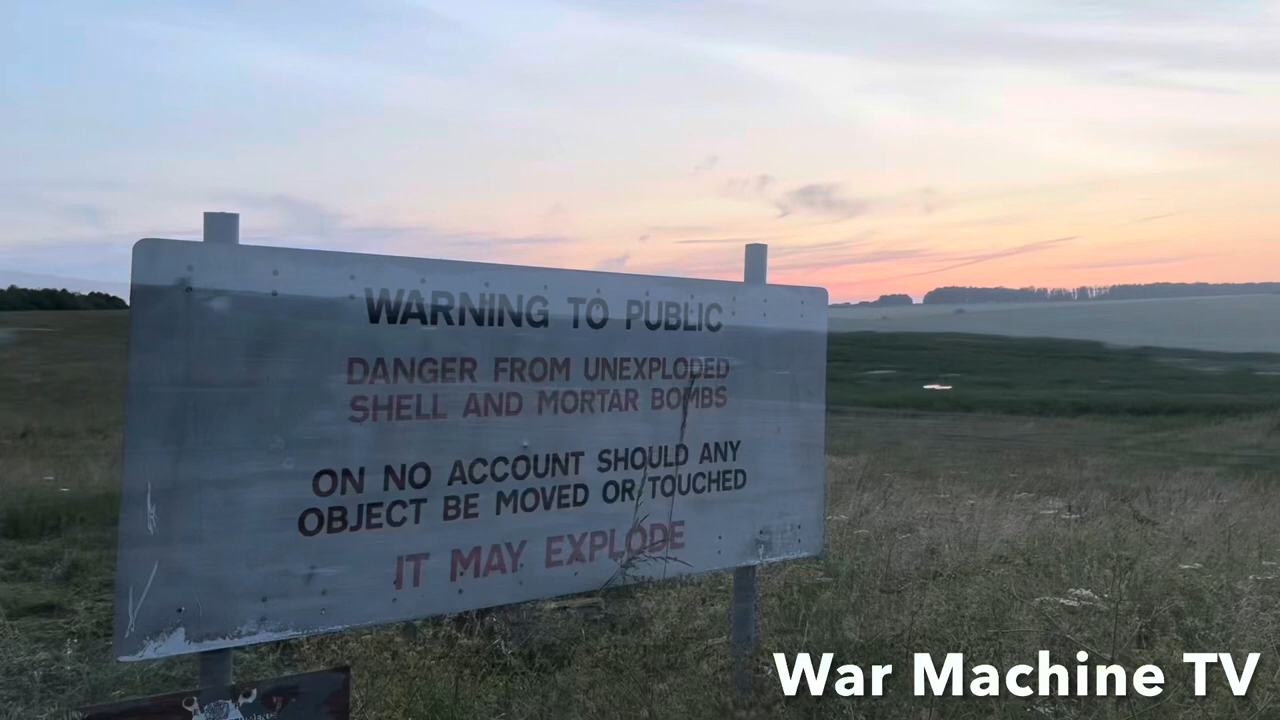 WARNING TO PUBLIC
DANGER FROM UNEXPLODED
SHELL AND MORTAR BOMBS
ON NO ACCOUNT SHOULD ANY
OBJECT BE MOVED OR TOUCHED
IT MAY EXPLODE
War Machine TV